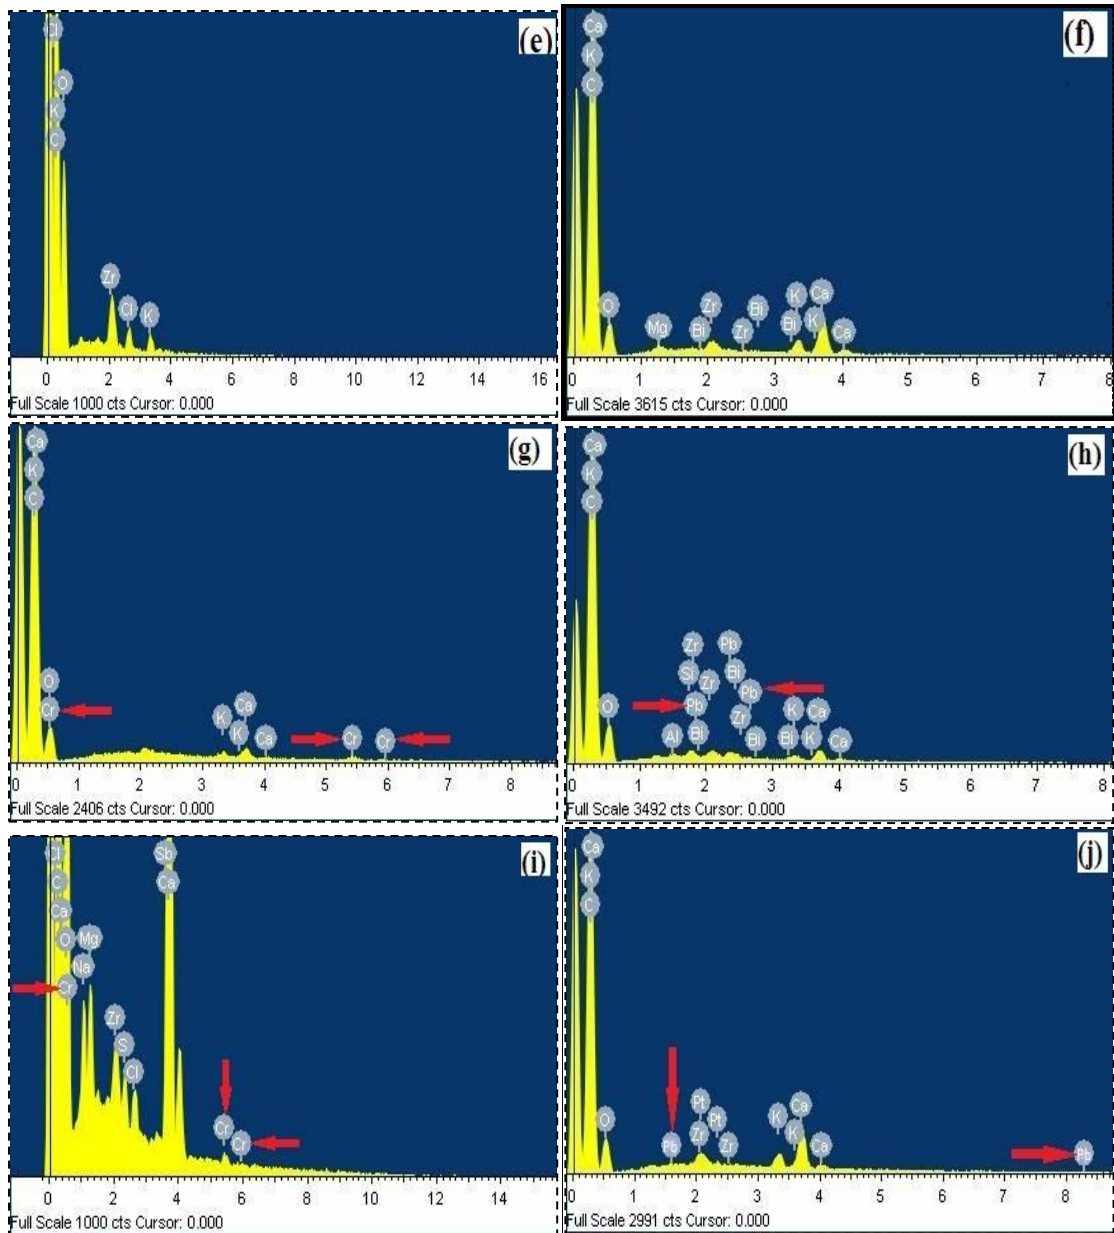 (e)
Cl
O
K
C
Zr
Cl
K
0 2 4 6 8 10 12 14 16
Full Scale 1000 cts Cursor: 0.000
(f)
Ca
K
C
O
Mg
Bi
Zr
Zr
Bi
K
Bi
K
Ca
Ca
0 1 2 3 4 5 6 7 8
Full Scale 3615 cts Cursor: 0.000
(g)
Ca
K
C
O
Cr
K
K
Ca
Ca
Cr
Cr
0 1 2 3 4 5 6 7 8
Full Scale 2406 cts Cursor: 0.000
(h)
Ca
K
C
O
Al
Zr
Si
Pb
Bi
Zr
Pb
Bi
Pb
Zr
Bi
K
Bi
K
Ca
Ca
0 1 2 3 4 5 6 7 8
Full Scale 3492 cts Cursor: 0.000
(i)
Cl
C
Ca
O
Cr
Mg
Na
Zr
S
Cl
Sb
Ca
Cr
Cr
0 2 4 6 8 10 12 14
Full Scale 1000 cts Cursor: 0.000
(j)
Ca
K
C
O
Pb
Pt
Zr
Pt
Zr
K
K
Ca
Ca
Pb
1 2 3 4 5 6 7 8
Full Scale 2991 cts Cursor: 0.000